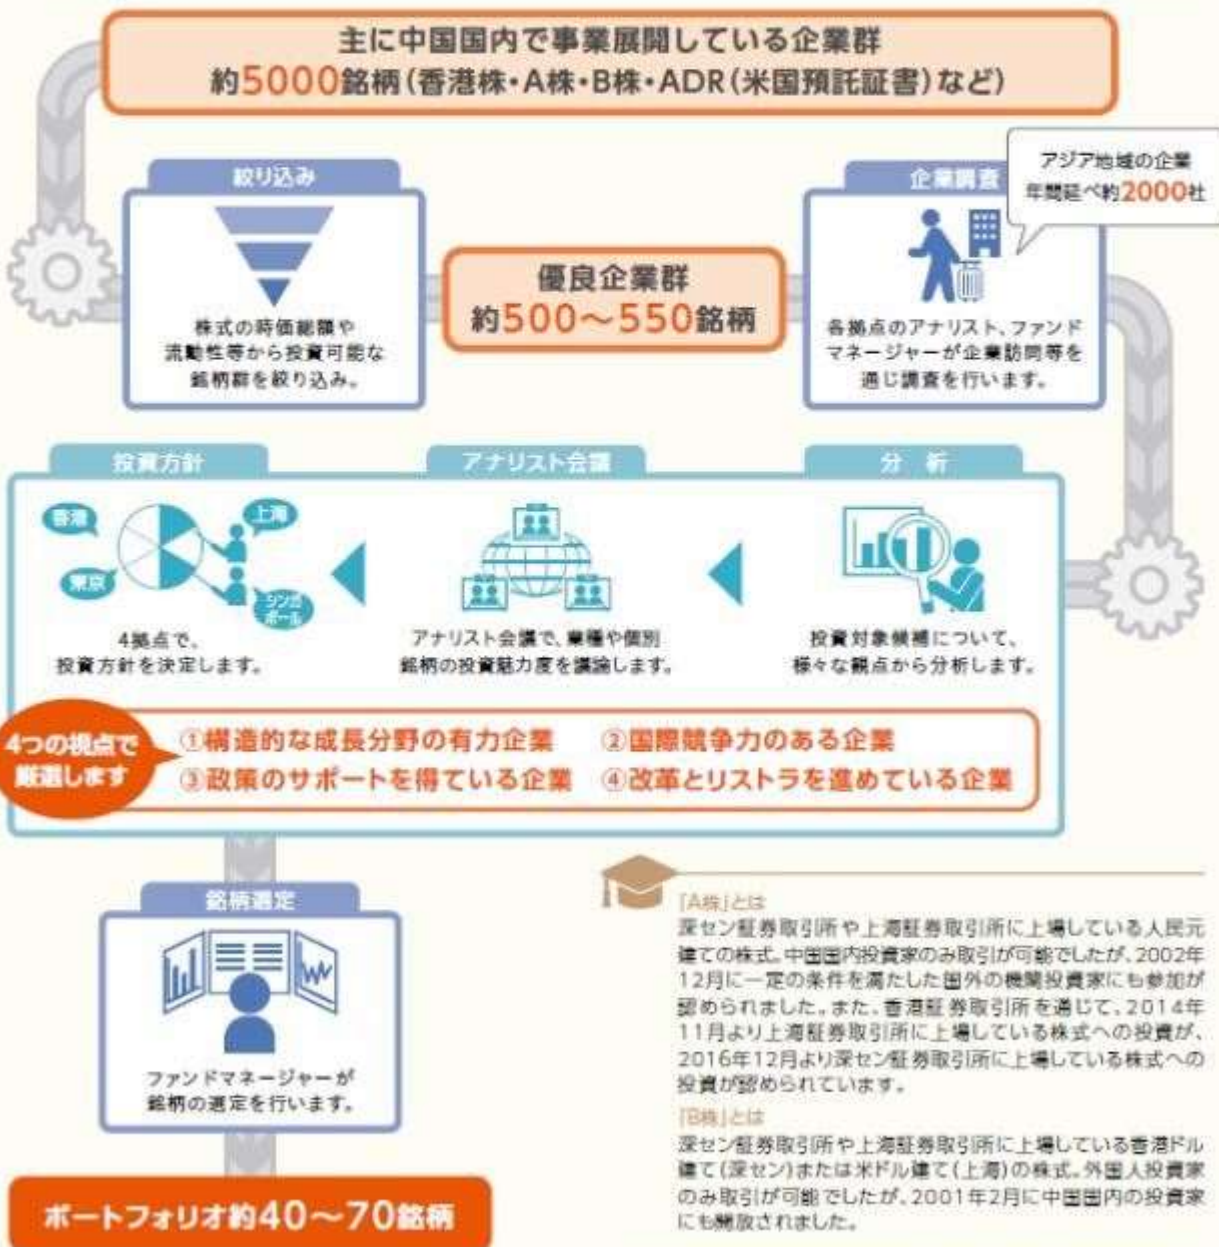 主に中国国内で事業展開している企業群
約5000銘柄(香港株・A株・B株・ADR(米国預託証書)など)
絞り込み
株式の時価総額や
流動性等から投資可能な
銘柄群を絞り込み。
優良企業群
約500〜550銘柄
企業調査
アジア地域の企業
年間延べ約2000社
各拠点のアナリスト、ファンド
マネージャーが企業訪問等を
通じ調査を行います。
分析
投資対象候補について、
様々な観点から分析します。
アナリスト会議
アナリスト会議で、業種や個別
銘柄の投資魅力度を議論します。
投資方針
香港
上海
東京
シンガ
ポール
4拠点で、
投資方針を決定します。
4つの視点で
厳選します
①構造的な成長分野の有力企業 ②国際競争力のある企業
③政策のサポートを得ている企業 ④改革とリストラを進めている企業
銘柄選定
ファンドマネージャーが
銘柄の選定を行います。
ポートフォリオ約40〜70銘柄
「A株」とは
深セン証券取引所や上海証券取引所に上場している人民元
建ての株式。中国国内投資家のみ取引が可能でしたが、2002年
12月に一定の条件を満たした国外の機関投資家にも参加が
認められました。また、香港証券取引所を通じて、2014年
11月より上海証券取引所に上場している株式への投資が、
2016年12月より深セン証券取引所に上場している株式への
投資が認められています。
「B株」とは
深セン証券取引所や上海証券取引所に上場している香港ドル
建て(深セン)または米ドル建て(上海)の株式。外国人投資家
のみ取引が可能でしたが、2001年2月に中国国内の投資家
にも開放されました。